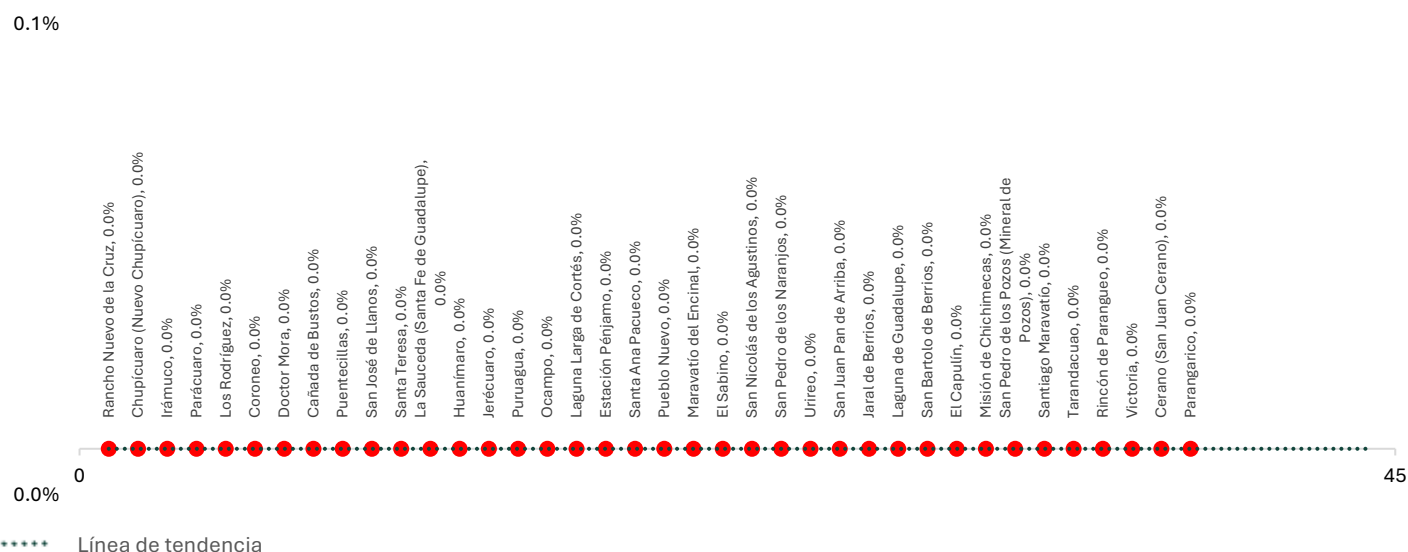 0.1%
Rancho Nuevo de la Cruz, 0.0%
Chupícuaro (Nuevo Chupícuaro), 0.0%
Irámuco, 0.0%
Parácuaro, 0.0%
Los Rodríguez, 0.0%
Coroneo, 0.0%
Doctor Mora, 0.0%
Cañada de Bustos, 0.0%
Puentecillas, 0.0%
San José de Llanos, 0.0%
Santa Teresa, 0.0%
La Sauceda (Santa Fe de Guadalupe),
0.0%
Huanímaro, 0.0%
Jerécuaro, 0.0%
Puruagua, 0.0%
Ocampo, 0.0%
Laguna Larga de Cortés, 0.0%
Estación Pénjamo, 0.0%
Santa Ana Pacueco, 0.0%
Pueblo Nuevo, 0.0%
Maravatío del Encinal, 0.0%
El Sabino, 0.0%
San Nicolás de los Agustinos, 0.0%
San Pedro de los Naranjos, 0.0%
Urireo, 0.0%
San Juan Pan de Arriba, 0.0%
Jaral de Berrios, 0.0%
Laguna de Guadalupe, 0.0%
San Bartolo de Berrios, 0.0%
El Capulín, 0.0%
Misión de Chichimecas, 0.0%
San Pedro de los Pozos (Mineral de
Pozos), 0.0%
Santiago Maravatío, 0.0%
Tarandacuao, 0.0%
Rincón de Parangueo, 0.0%
Victoria, 0.0%
Cerano (San Juan Cerano), 0.0%
Parangarico, 0.0%
0
45
0.0%
Línea de tendencia